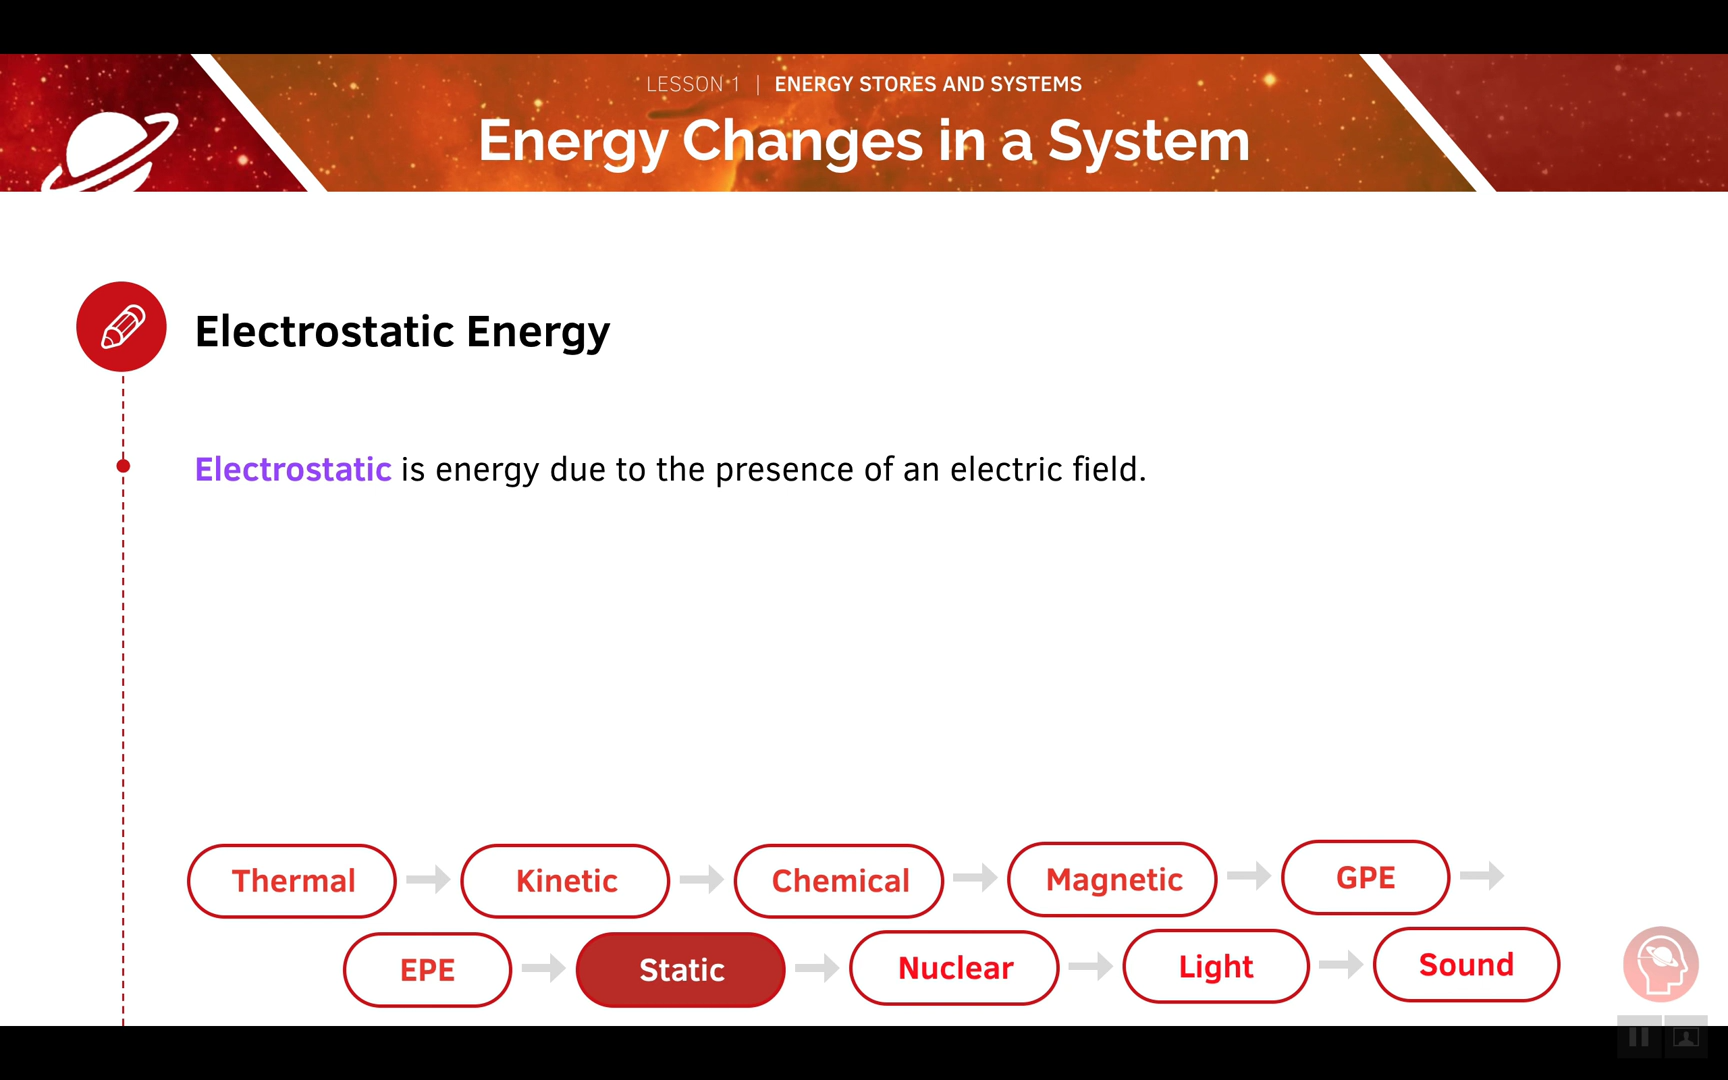 LESSON 1 | ENERGY STORES AND SYSTEMS
Energy Changes in a System
Electrostatic Energy
Electrostatic is energy due to the presence of an electric field.
Thermal Kinetic Chemical Magnetic GPE
EPE Static Nuclear Light Sound